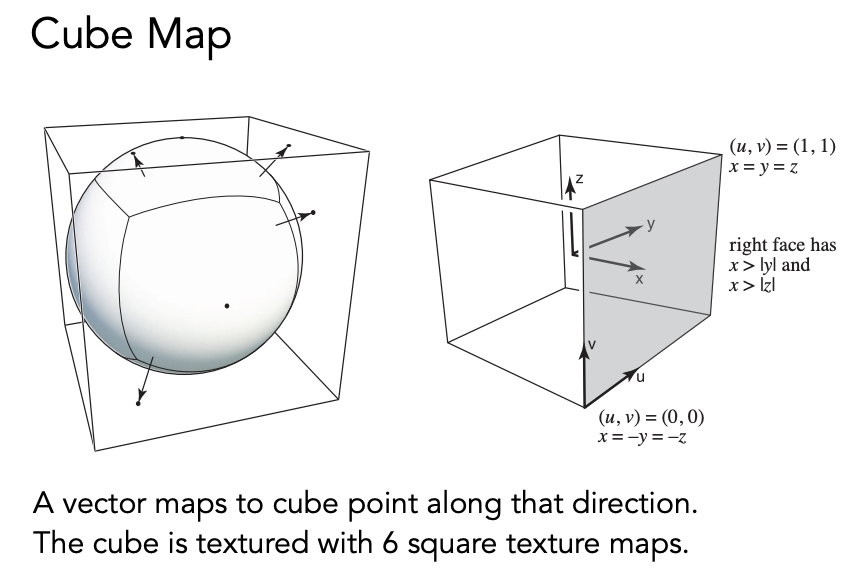 Cube Map
(u, v) = (1, 1)
x = y = z
z
y
x
right face has
x > |y| and
x > |z|
v
u
(u, v) = (0, 0)
x = –y = –z
A vector maps to cube point along that direction.
The cube is textured with 6 square texture maps.